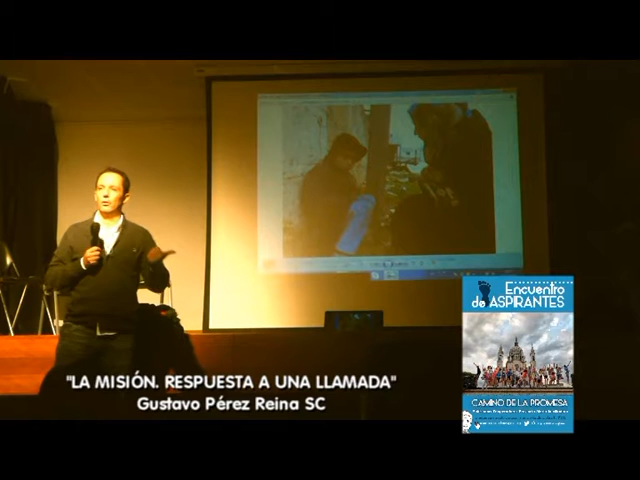 "LA MISIÓN. RESPUESTA A UNA LLAMADA"
Gustavo Pérez Reina SC
Encuentro
de ASPIRANTES
CAMINO DE LA PROMESA